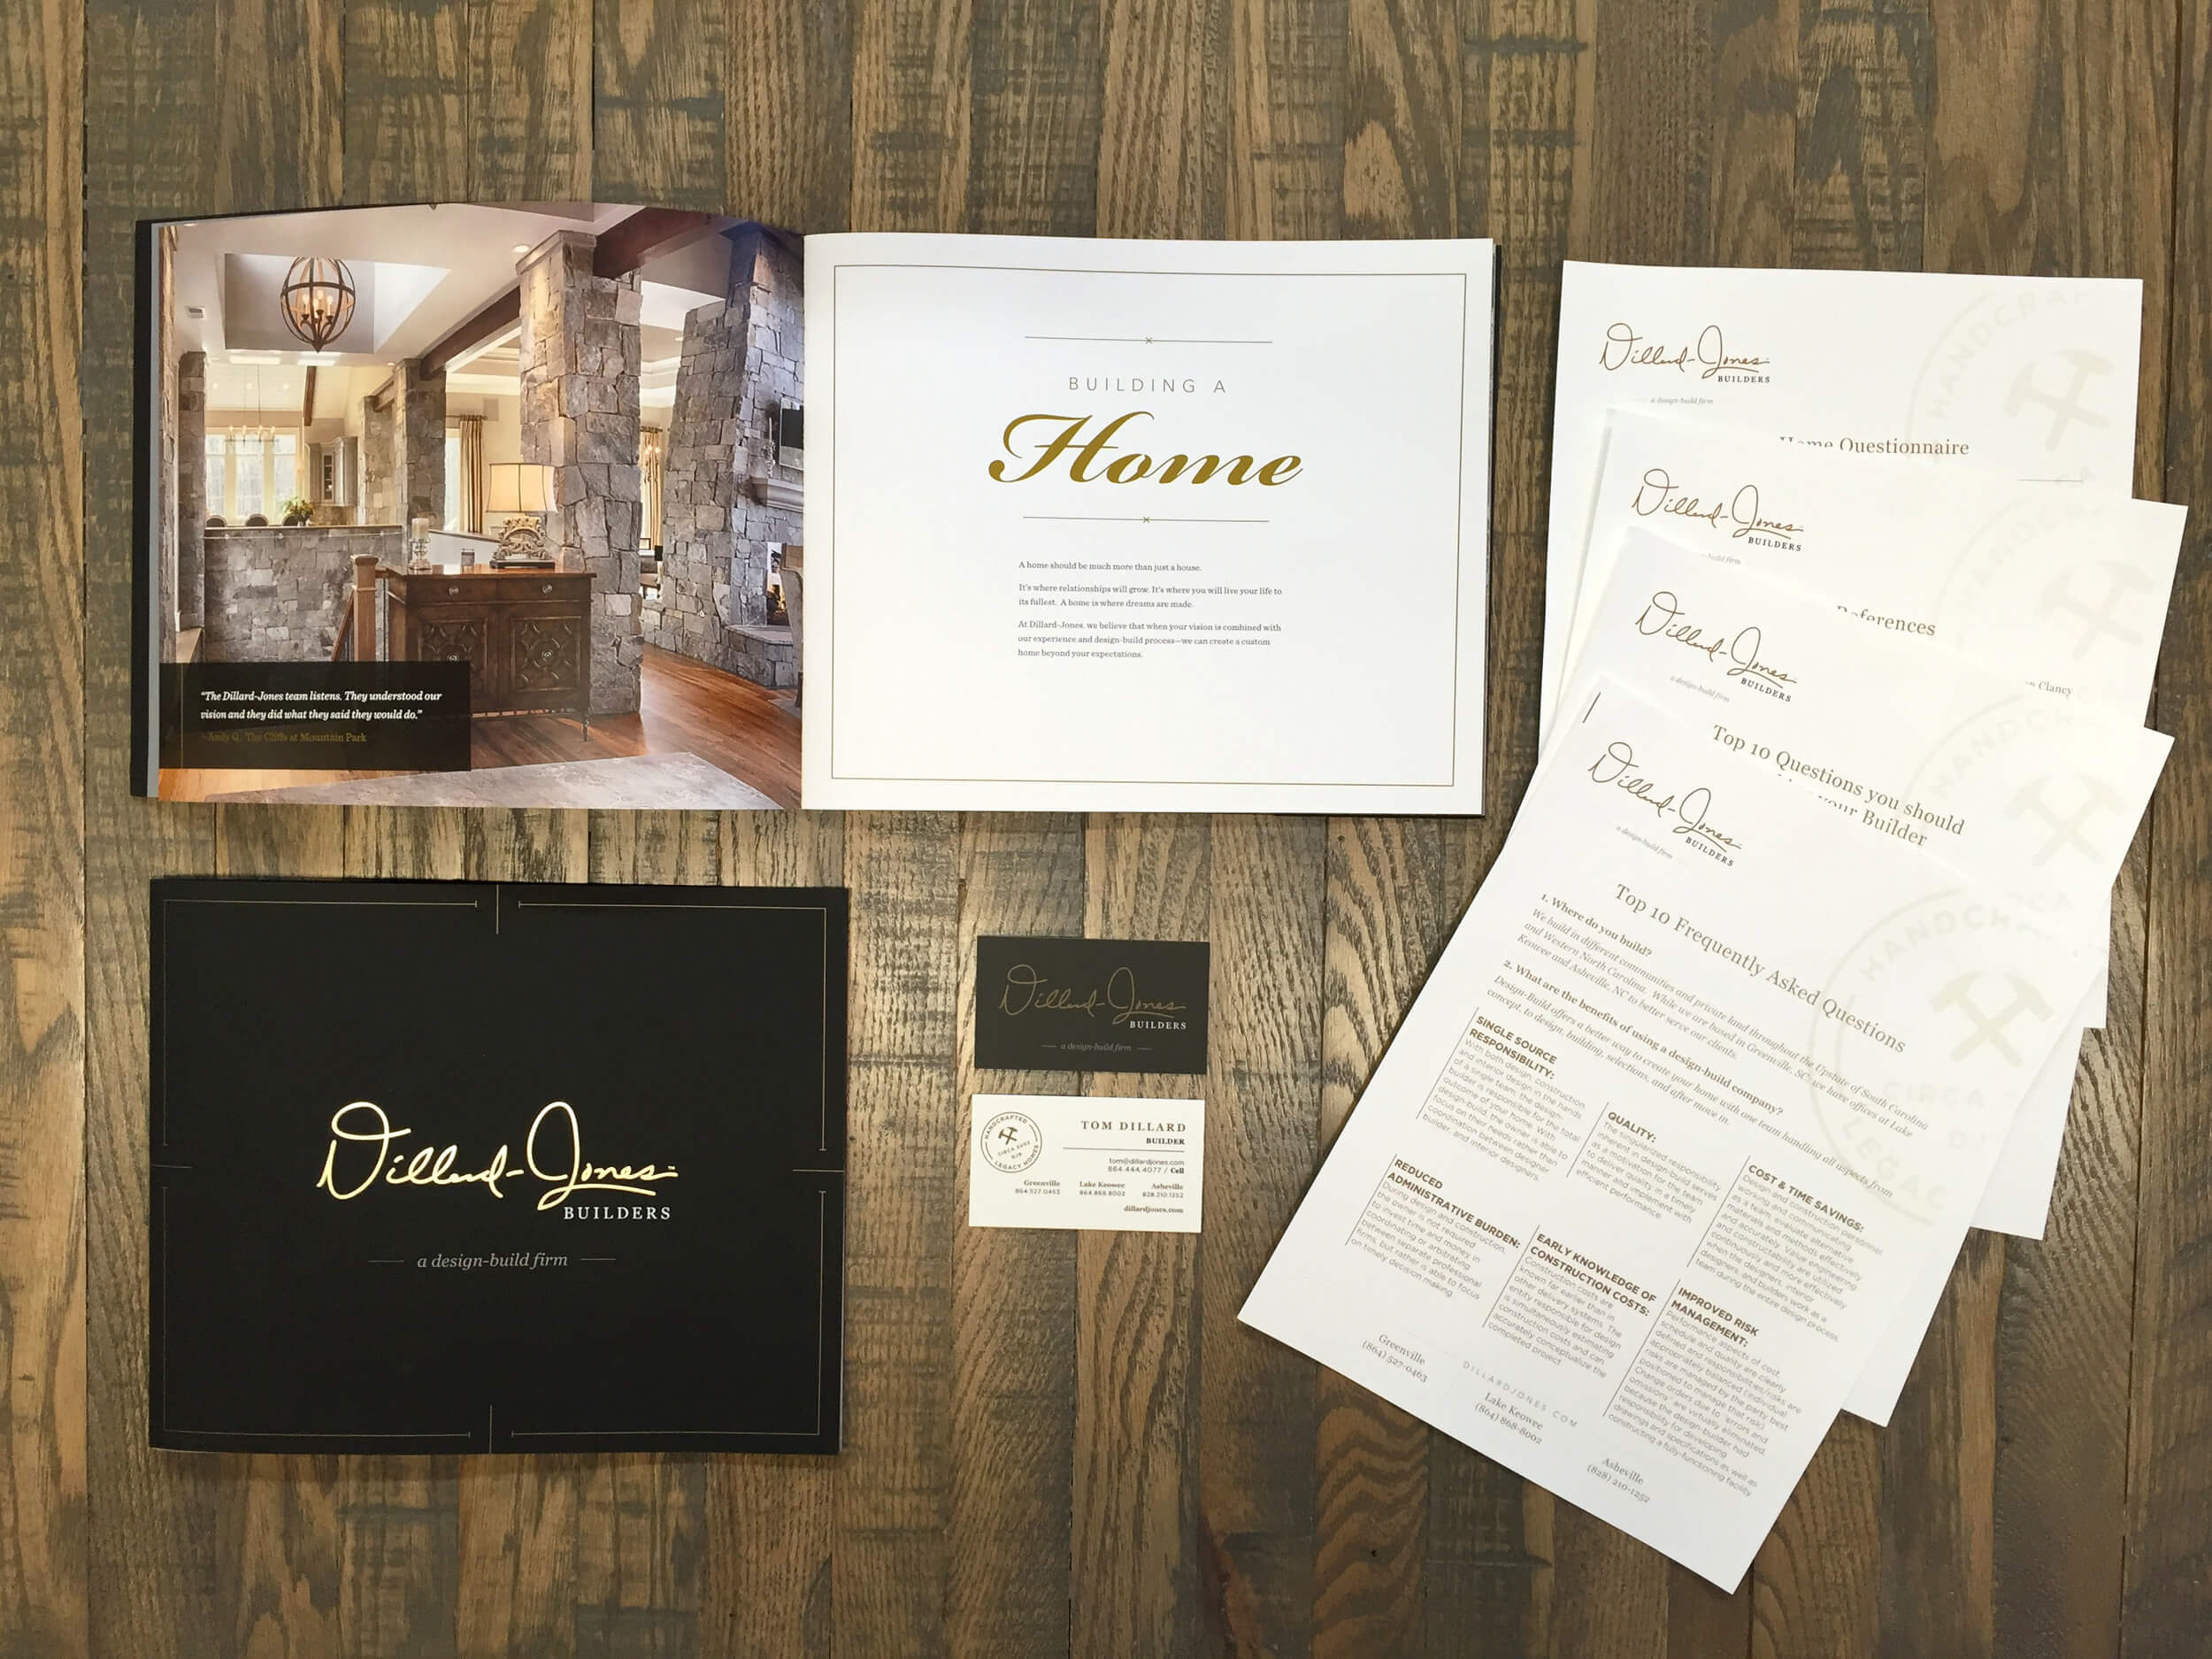 "The Dillard-Jones team listens. They understood our
vision and they did what they said they would do."
- Andy Q., The Cliffs at Mountain Park
BUILDING A
Home
A home should be much more than just a house.
It's where relationships will grow. It's where you will live your life to
its fullest. A home is where dreams are made.
At Dillard-Jones, we believe that when your vision is combined with
our experience and design-build process—we can create a custom
home beyond your expectations.
Dillard-Jones
BUILDERS
a design-build firm
Dillard-Jones
BUILDERS
a design-build firm
HANDCRAFTED
CIRCA 2002
DJB
LEGACY HOMES
TOM DILLARD
BUILDER
tom@dillardjones.com
864.444.4077 / Cell
Greenville Lake Keowee Asheville
864.527.0463 864.868.8002 828.210.1252
dillardjones.com
Dillard-Jones
BUILDERS
a design-build firm
HANDCRA
Home Questionnaire
Dillard-Jones
BUILDERS
build firm
References
Clancy
Dillard-Jones
BUILDERS
a design-build firm
HANDC
Top 10 Questions you should
your Builder
Dillard-Jones
BUILDERS
a design-build firm
HANDCR
CIRCA
LEGAC
Top 10 Frequently Asked Questions
1. Where do you build?
We build in different communities and private land throughout the Upstate of South Carolina
and Western North Carolina. While we are based in Greenville, SC, we have offices at Lake
Keowee and Asheville, NC to better serve our clients.
2. What are the benefits of using a design-build company?
Design-Build offers a better way to create your home with one team handling all aspects from
concept, to design, building, selections, and after move in.
SINGLE SOURCE
RESPONSIBILITY:
With both design, construction
and interior design in the hands
of a single team, the design-
builder is responsible for the total
outcome of your home. With
design-build, the owner is able to
focus on their needs rather than
coordination between designer
builder, and interior designers.
QUALITY:
The singularized responsibility
inherent in design-build serves
as a motivation for the team
to deliver quality in a timely
manner and implement with
efficient performance.
COST & TIME SAVINGS:
Design and construction personnel,
working and communicating
as a team, evaluate alternative
materials and methods effectively
and accurately. Value engineering
and constructability are utilized
continuously and more effectively
when the designers, interior
designers, and builders work as a
team during the entire design process.
REDUCED
ADMINISTRATIVE BURDEN:
During design and construction,
the owner is not required
to invest time and money in
coordinating or arbitrating
between separate professional
firms, but rather is able to focus
on timely decision making.
EARLY KNOWLEDGE OF
CONSTRUCTION COSTS:
Construction costs are
known far earlier than in
other delivery systems. The
entity responsible for design
is simultaneously estimating
construction costs and can
accurately conceptualize the
completed project.
IMPROVED RISK
MANAGEMENT:
Performance aspects of cost,
schedule and quality are clearly
defined and responsibilities/risks are
appropriately balanced (individual
risks are managed by the party best
positioned to manage that risk).
Change orders due to "errors and
omissions" are virtually eliminated,
because the design-builder had
responsibility for developing
drawings and specifications as well as
constructing a fully-functioning facility.
DILLARDJONES.COM
Greenville
(864) 527-0463
Lake Keowee
(864) 868-8002
Asheville
(828) 210-1252